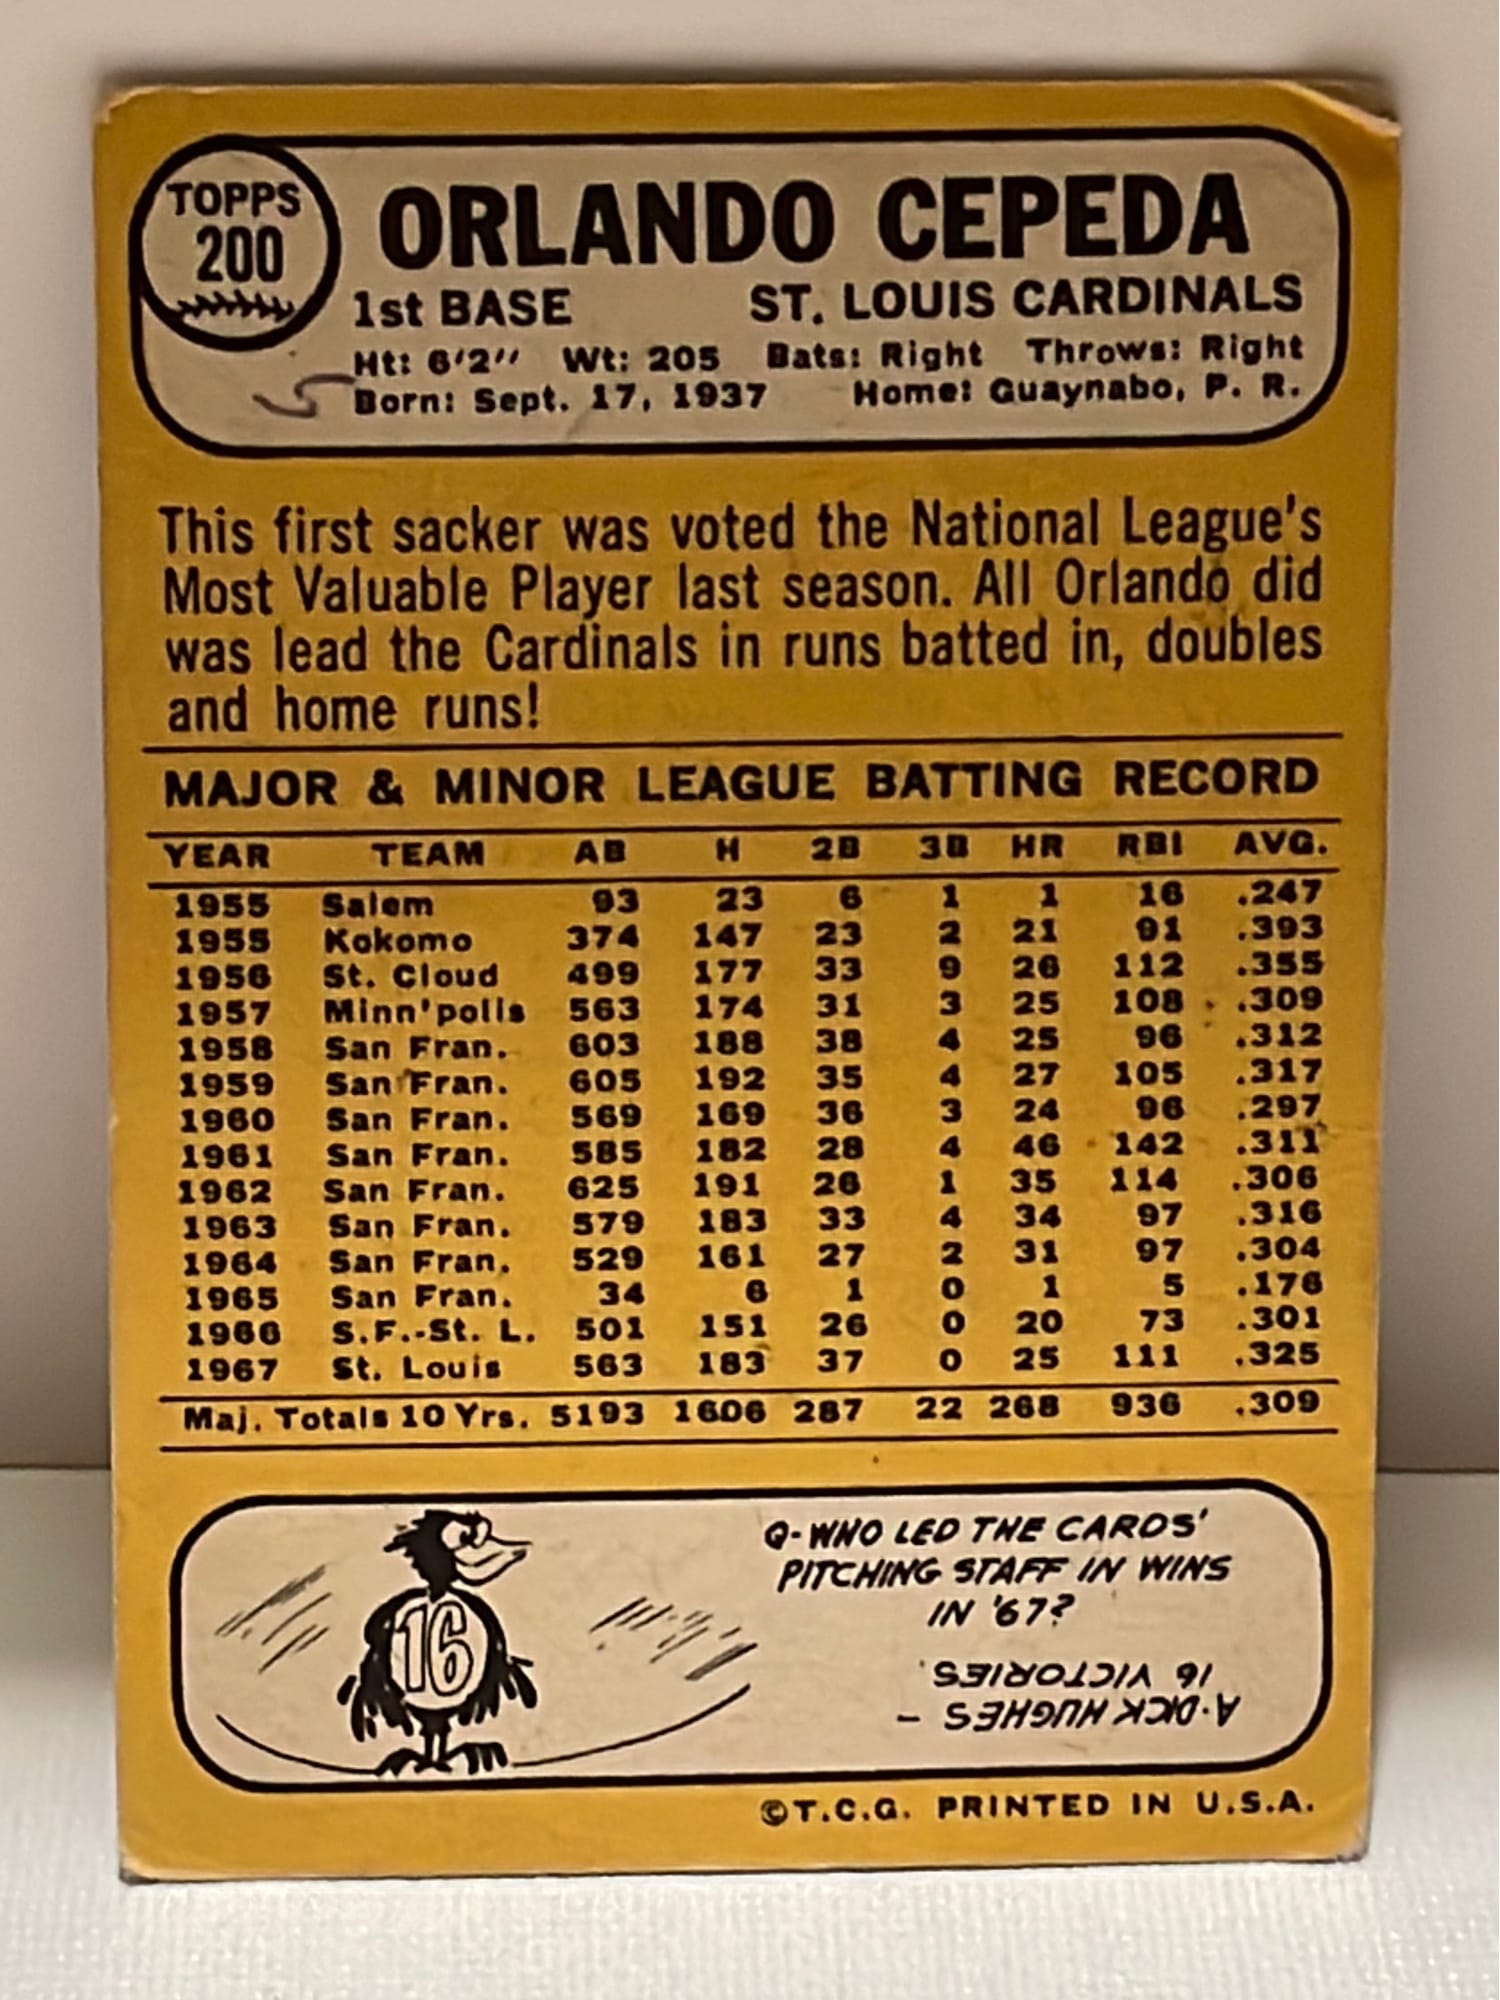 TOPPS
200
ORLANDO CEPEDA
1st BASE ST. LOUIS CARDINALS
Ht: 6'2" Wt: 205 Bats: Right Throws: Right
Born: Sept. 17, 1937 Home: Guaynabo, P. R.
This first sacker was voted the National League's
Most Valuable Player last season. All Orlando did
was lead the Cardinals in runs batted in, doubles
and home runs!
MAJOR & MINOR LEAGUE BATTING RECORD
YEAR TEAM AB H 2B 3B HR RBI AVG.
1955 Salem 93 23 6 1 1 16 .247
1955 Kokomo 374 147 23 2 21 91 .393
1956 St. Cloud 499 177 33 9 26 112 .355
1957 Minn'polis 563 174 31 3 25 108 .309
1958 San Fran. 603 188 38 4 25 96 .312
1959 San Fran. 605 192 35 4 27 105 .317
1960 San Fran. 569 169 36 3 24 96 .297
1961 San Fran. 585 182 28 4 46 142 .311
1962 San Fran. 625 191 26 1 35 114 .306
1963 San Fran. 579 183 33 4 34 97 .316
1964 San Fran. 529 161 27 2 31 97 .304
1965 San Fran. 34 6 1 0 1 5 .176
1966 S.F.-St. L. 501 151 26 0 20 73 .301
1967 St. Louis 563 183 37 0 25 111 .325
Maj. Totals 10 Yrs. 5193 1606 287 22 268 936 .309
16
Q-WHO LED THE CARDS'
PITCHING STAFF IN WINS
IN '67?
A-DICK HUGHES –
16 VICTORIES.
©T.C.G. PRINTED IN U.S.A.